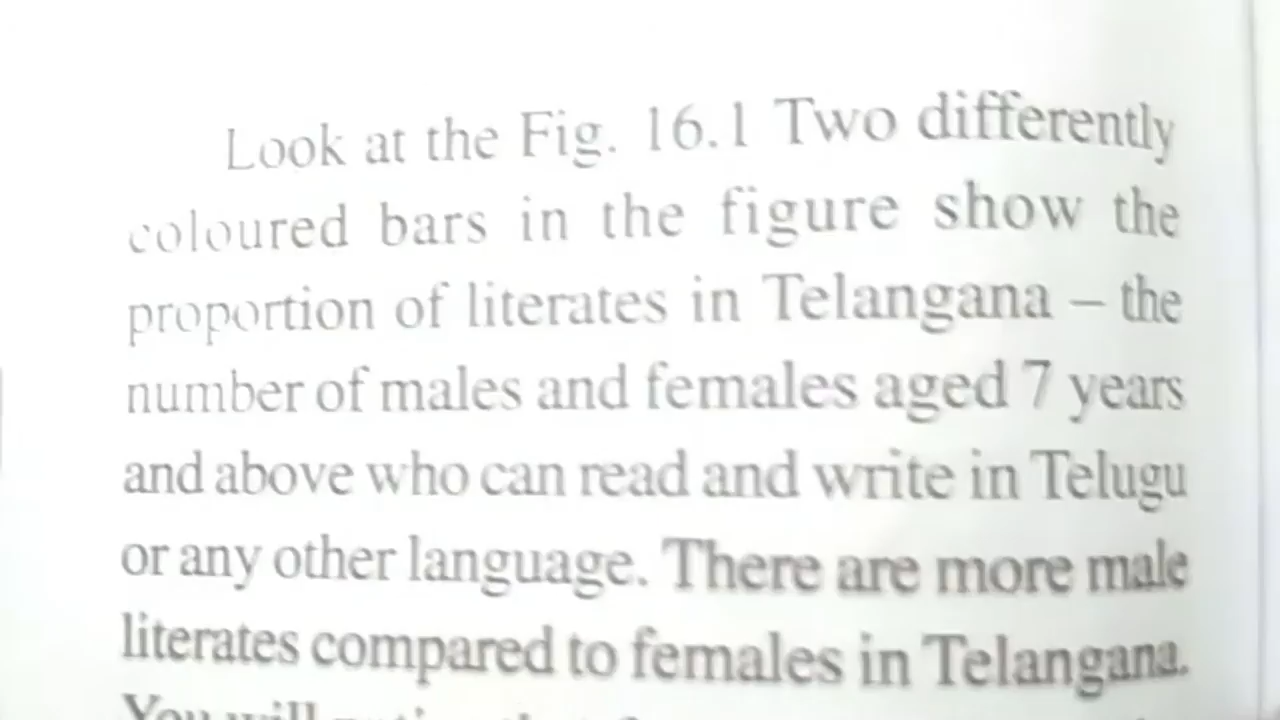 Look at the Fig. 16.1 Two differently
coloured bars in the figure show the
proportion of literates in Telangana – the
number of males and females aged 7 years
and above who can read and write in Telugu
or any other language. There are more male
literates compared to females in Telangana.
You will